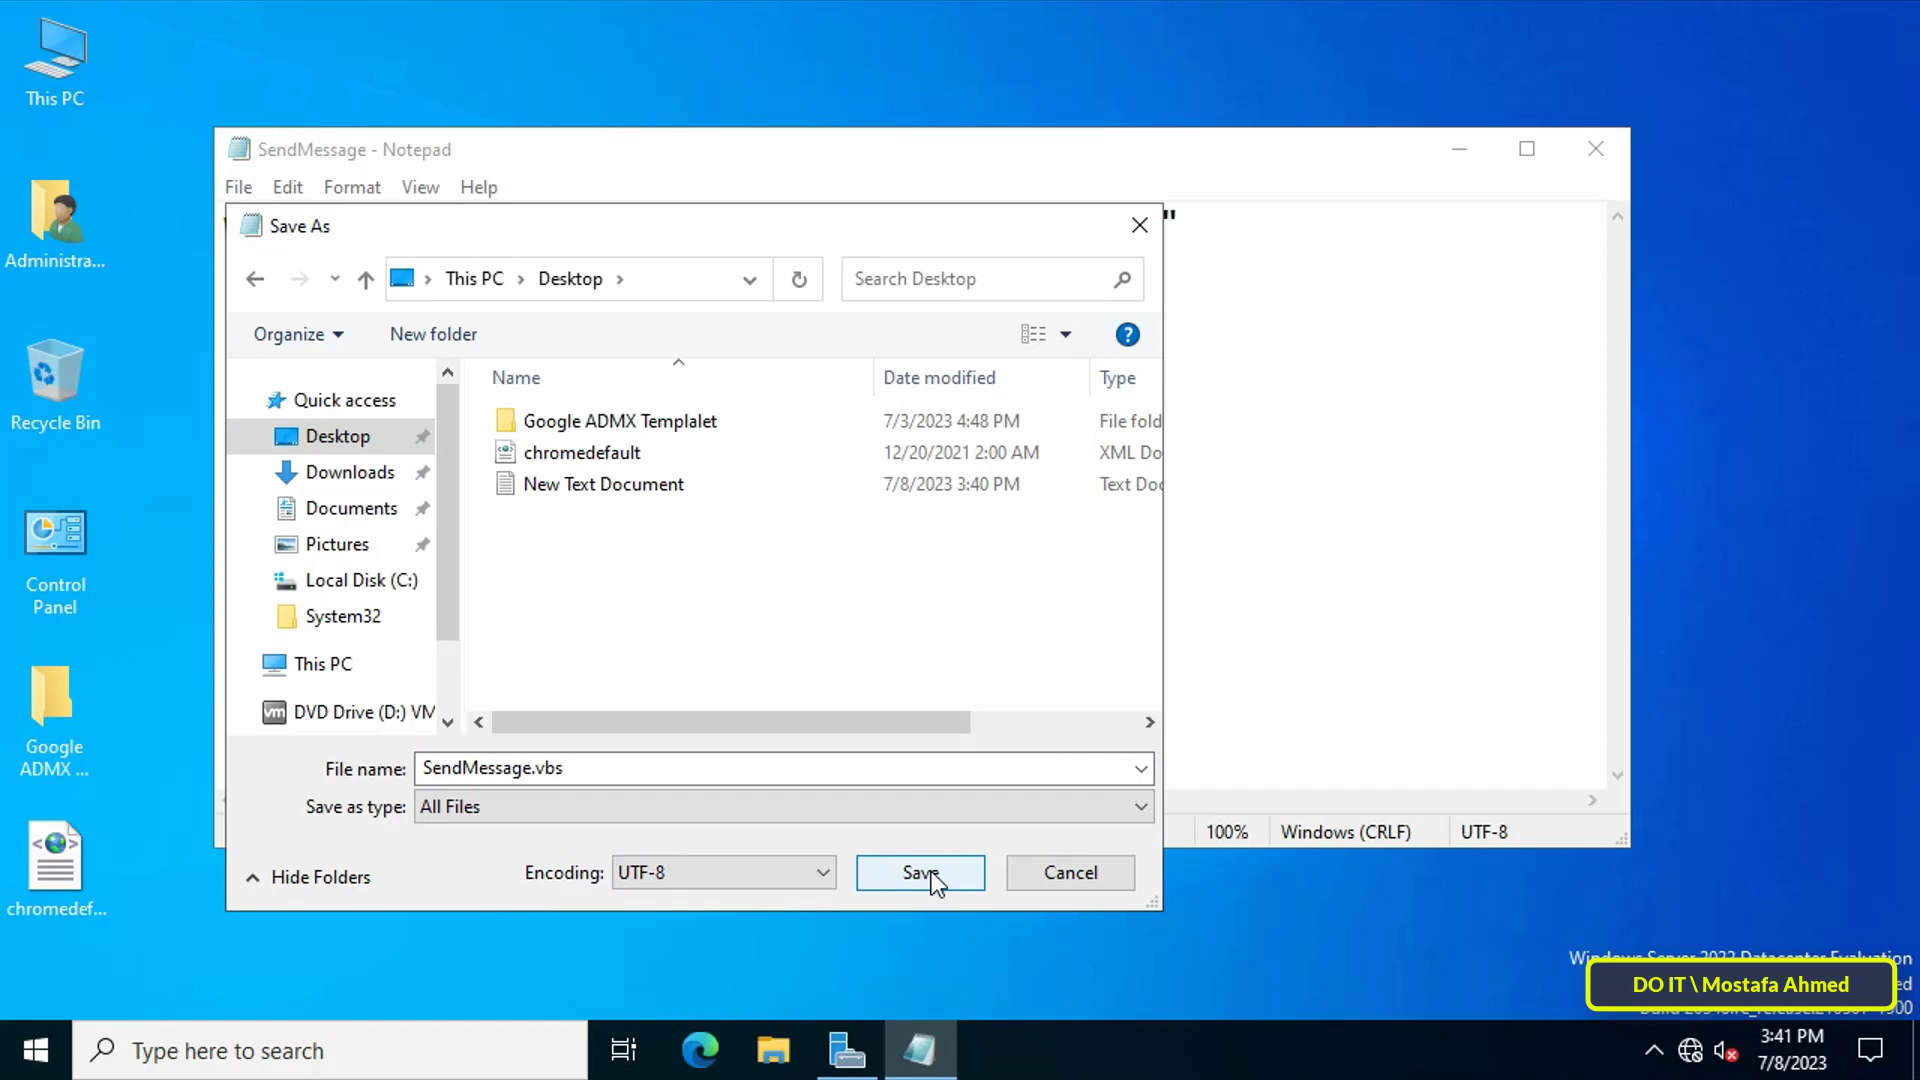 This PC
Administra...
Recycle Bin
Control
Panel
Google
ADMX ...
chromedef...
SendMessage - Notepad
File Edit Format View Help
"
Save As
This PC Desktop
Search Desktop
Organize New folder
Name Date modified Type
Google ADMX Templalet 7/3/2023 4:48 PM File fold
chromedefault 12/20/2021 2:00 AM XML Do
New Text Document 7/8/2023 3:40 PM Text Doc
Quick access
Desktop
Downloads
Documents
Pictures
Local Disk (C:)
System32
This PC
vm DVD Drive (D:) VM
File name: SendMessage.vbs
Save as type: All Files
Hide Folders
Encoding: UTF-8 Save Cancel
100% Windows (CRLF) UTF-8
Windows Server 2022 Datacenter Evaluation
DO IT \ Mostafa Ahmed
Type here to search
3:41 PM
7/8/2023